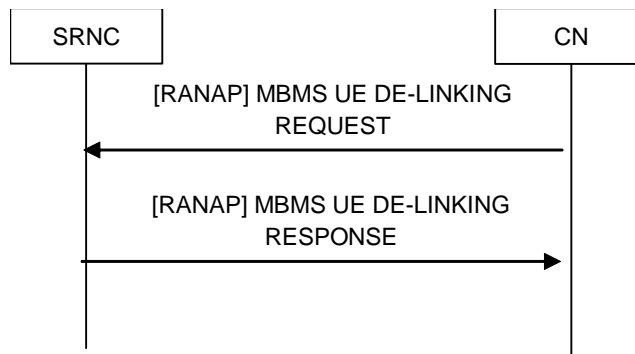 SRNC
CN
[RANAP] MBMS UE DE-LINKING
REQUEST
[RANAP] MBMS UE DE-LINKING
RESPONSE